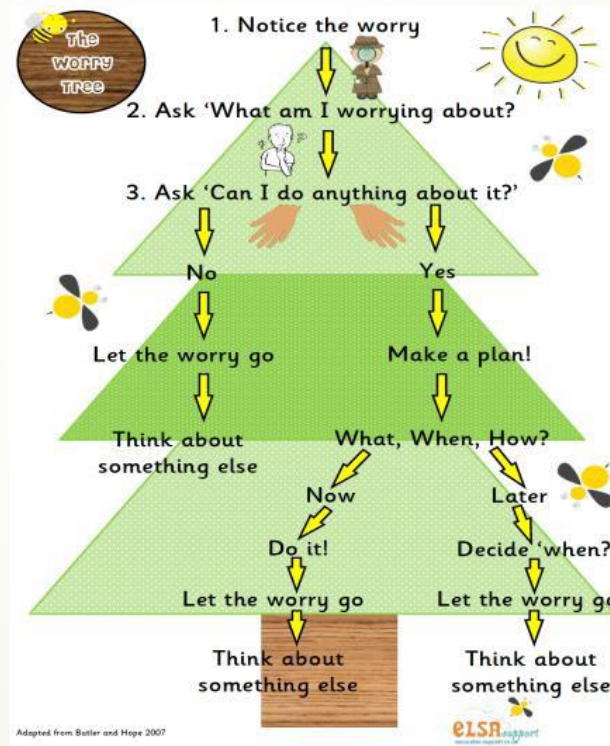 The
Worry
Tree
1. Notice the worry
2. Ask ‘What am I worrying about?
3. Ask ‘Can I do anything about it?’
No
Yes
Let the worry go
Make a plan!
Think about
something else
What, When, How?
Now
Later
Do it!
Decide ‘when?
Let the worry go
Let the worry go
Think about
something else
Think about
something else
Adapted from Butler and Hope 2007
ELSA support